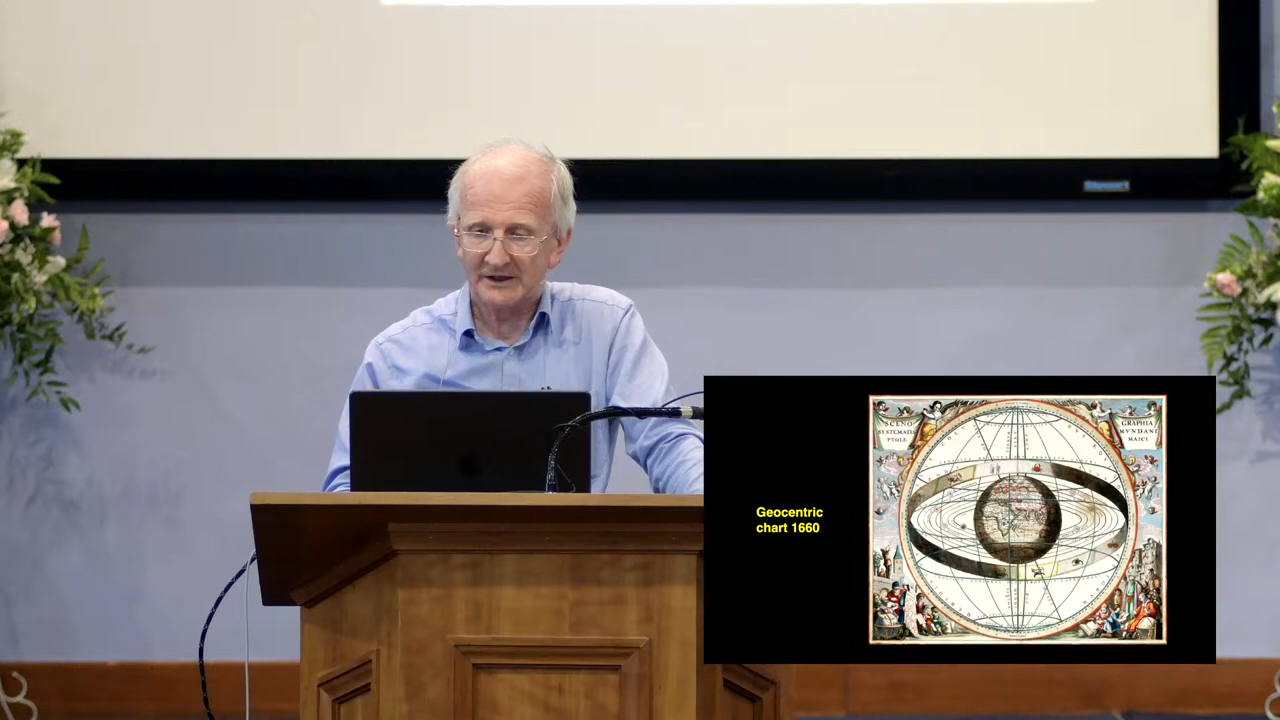 Geocentric
chart 1660
SCENO
SYSTEMATIS
PTOLE
GRAPHIA
MVNDANI
MAICI